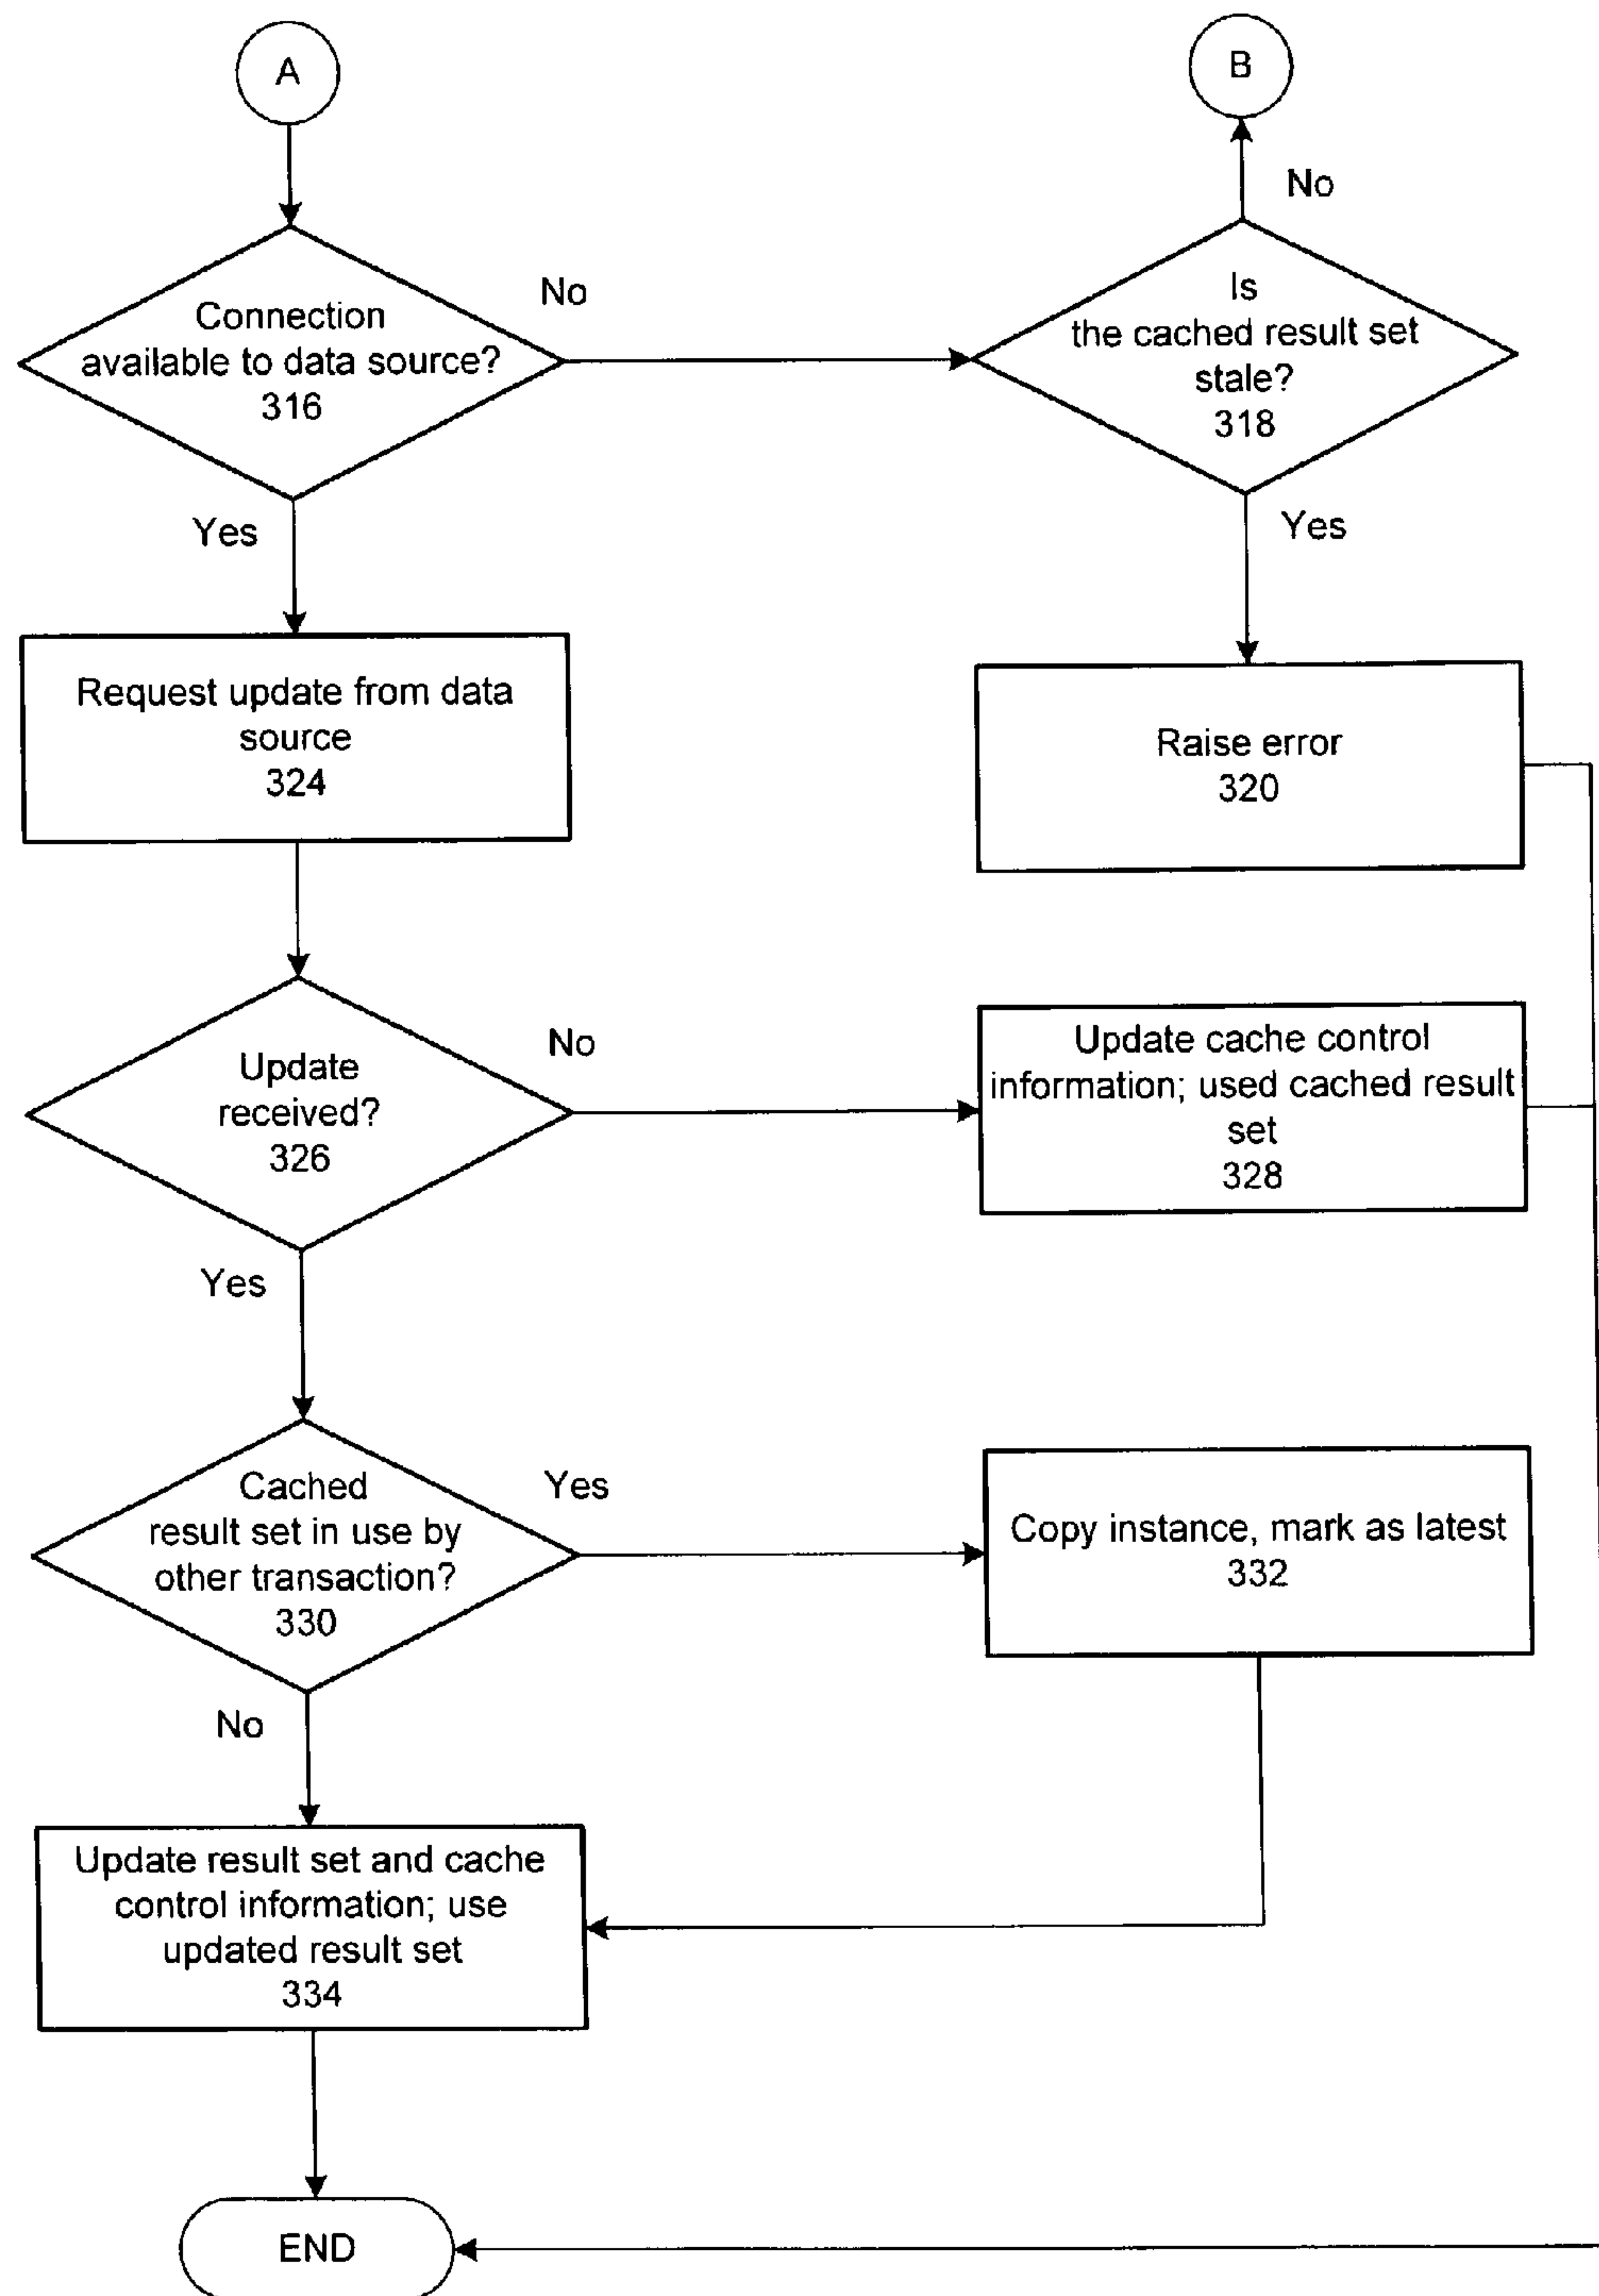 A
B
No
Connection
available to data source?
316
No
Is
the cached result set
stale?
318
Yes
Yes
Request update from data
source
324
Raise error
320
Update
received?
326
No
Update cache control
information; used cached result
set
328
Yes
Cached
result set in use by
other transaction?
330
Yes
Copy instance, mark as latest
332
No
Update result set and cache
control information; use
updated result set
334
END